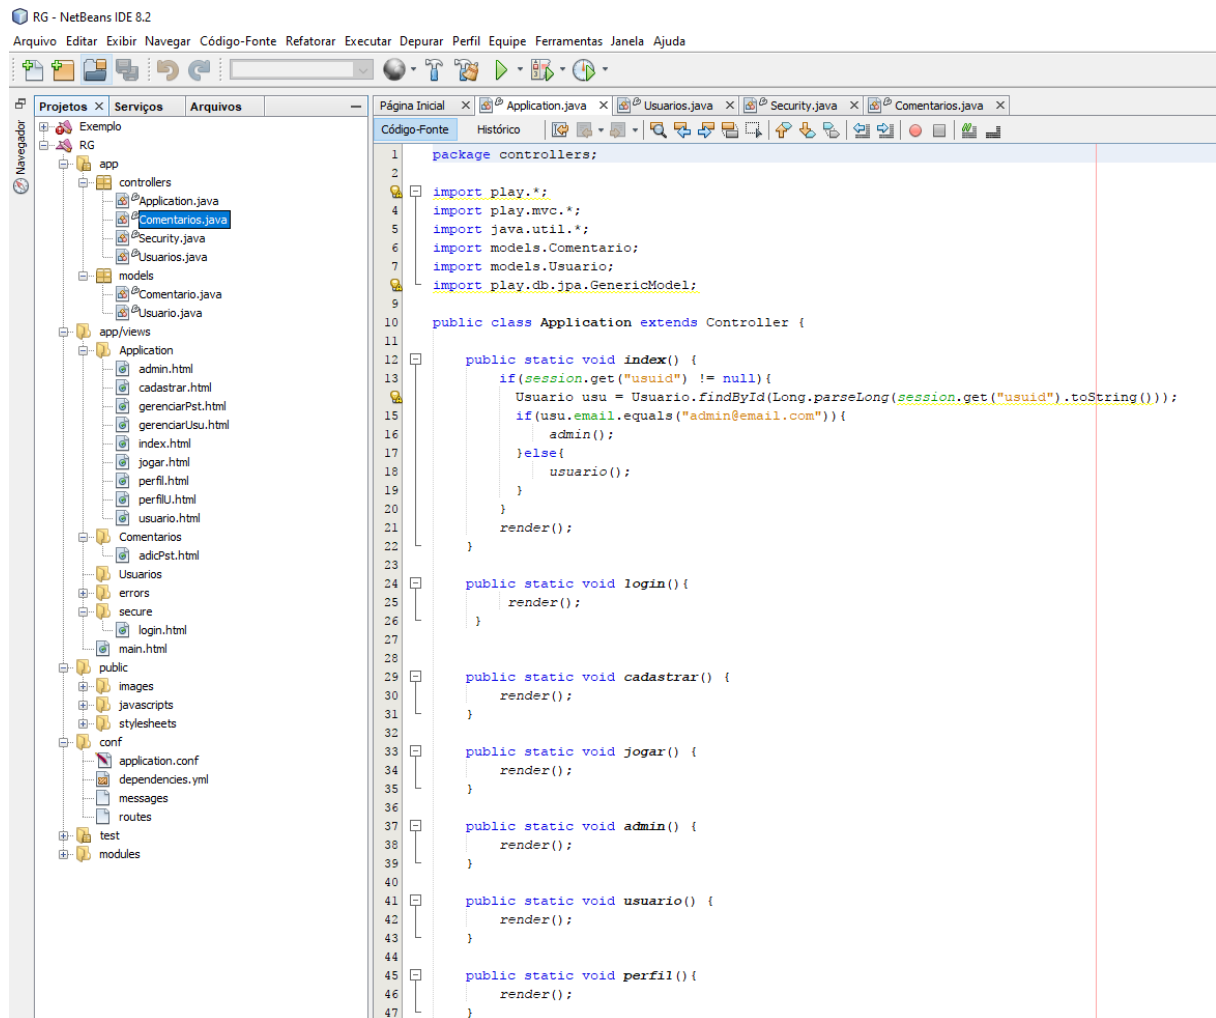 RG - NetBeans IDE 8.2
Arquivo Editar Exibir Navegar Código-Fonte Refatorar Executar Depurar Perfil Equipe Ferramentas Janela Ajuda
Projetos Serviços Arquivos
Navegador
Exemplo
RG
app
controllers
Application.java
Comentarios.java
Security.java
Usuarios.java
models
Comentario.java
Usuario.java
app/views
Application
admin.html
cadastrar.html
gerenciarPst.html
gerenciarUsu.html
index.html
jogar.html
perfil.html
perfilU.html
usuario.html
Comentarios
adicPst.html
Usuarios
errors
secure
login.html
main.html
public
images
javascripts
stylesheets
conf
application.conf
dependencies.yml
messages
routes
test
modules
Página Inicial Application.java Usuarios.java Security.java Comentarios.java
Código-Fonte Histórico
1 package controllers;
2
import play.*;
4 import play.mvc.*;
5 import java.util.*;
6 import models.Comentario;
7 import models.Usuario;
import play.db.jpa.GenericModel;
9
10 public class Application extends Controller {
11
12 public static void index() {
13 if(session.get("usuid") != null){
Usuario usu = Usuario.findById(Long.parseLong(session.get("usuid").toString()));
15 if(usu.email.equals("admin@email.com")){
16 admin();
17 }else{
18 usuario();
19 }
20 }
21 render();
22 }
23
24 public static void login(){
25 render();
26 }
27
28
29 public static void cadastrar() {
30 render();
31 }
32
33 public static void jogar() {
34 render();
35 }
36
37 public static void admin() {
38 render();
39 }
40
41 public static void usuario() {
42 render();
43 }
44
45 public static void perfil(){
46 render();
47 }